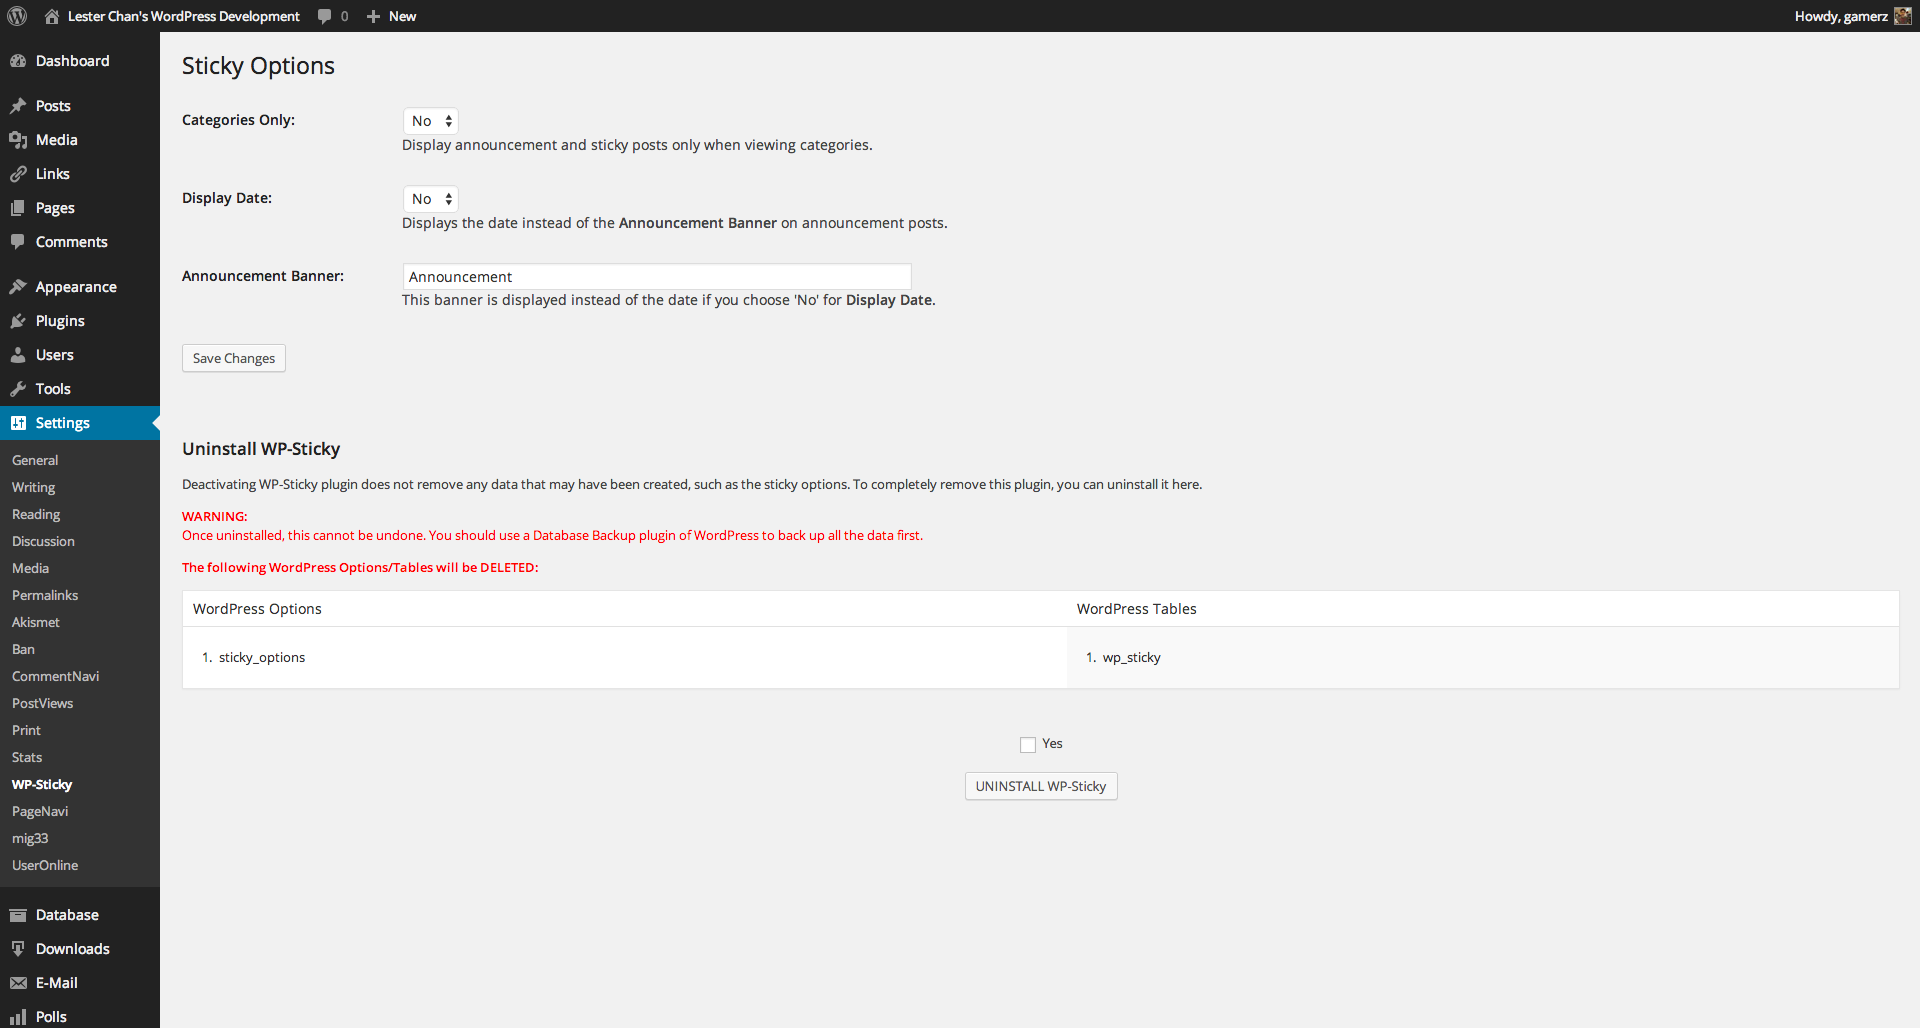 Lester Chan's WordPress Development 0 New Howdy, gamerz
Dashboard
Posts
Media
Links
Pages
Comments
Appearance
Plugins
Users
Tools
Settings
General
Writing
Reading
Discussion
Media
Permalinks
Akismet
Ban
CommentNavi
PostViews
Print
Stats
WP-Sticky
PageNavi
mig33
UserOnline
Database
Downloads
E-Mail
Polls
Sticky Options
Categories Only: No
Display announcement and sticky posts only when viewing categories.
Display Date: No
Displays the date instead of the Announcement Banner on announcement posts.
Announcement Banner: Announcement
This banner is displayed instead of the date if you choose 'No' for Display Date.
Save Changes
Uninstall WP-Sticky
Deactivating WP-Sticky plugin does not remove any data that may have been created, such as the sticky options. To completely remove this plugin, you can uninstall it here.
WARNING:
Once uninstalled, this cannot be undone. You should use a Database Backup plugin of WordPress to back up all the data first.
The following WordPress Options/Tables will be DELETED:
WordPress Options WordPress Tables
1. sticky_options 1. wp_sticky
Yes
UNINSTALL WP-Sticky